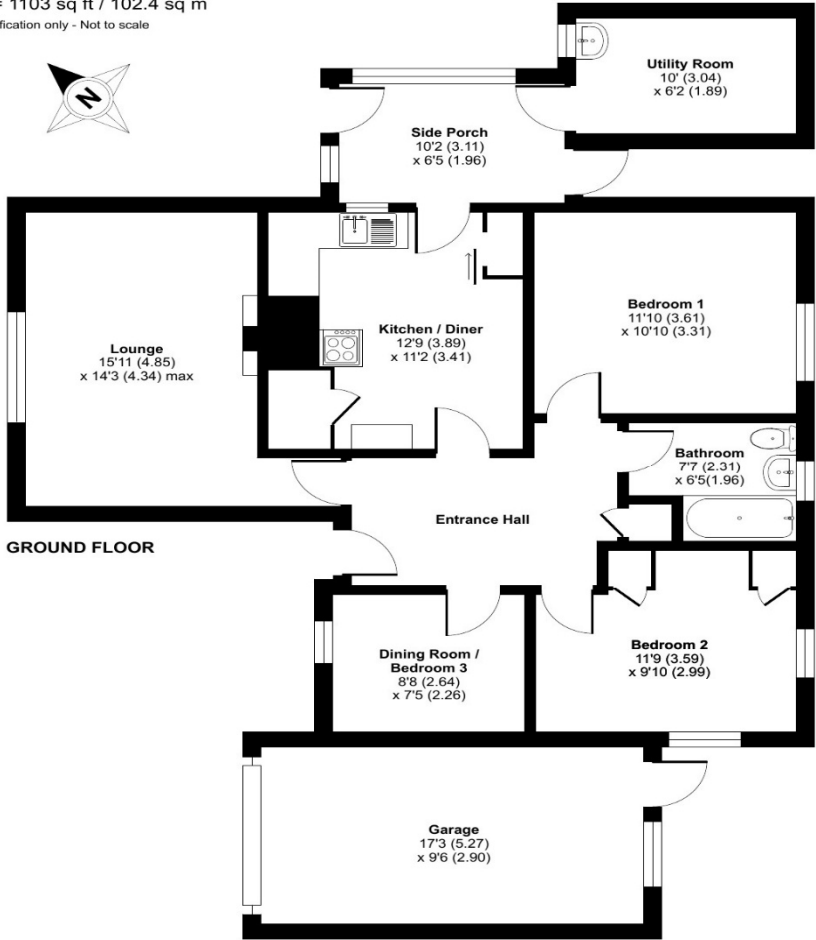 = 1103 sq ft / 102.4 sq m
fication only - Not to scale
N
Utility Room
10' (3.04)
x 6'2 (1.89)
Side Porch
10'2 (3.11)
x 6'5 (1.96)
Lounge
15'11 (4.85)
x 14'3 (4.34) max
Kitchen / Diner
12'9 (3.89)
x 11'2 (3.41)
Bedroom 1
11'10 (3.61)
x 10'10 (3.31)
Bathroom
7'7 (2.31)
x 6'5(1.96)
Entrance Hall
GROUND FLOOR
Dining Room /
Bedroom 3
8'8 (2.64)
x 7'5 (2.26)
Bedroom 2
11'9 (3.59)
x 9'10 (2.99)
Garage
17'3 (5.27)
x 9'6 (2.90)